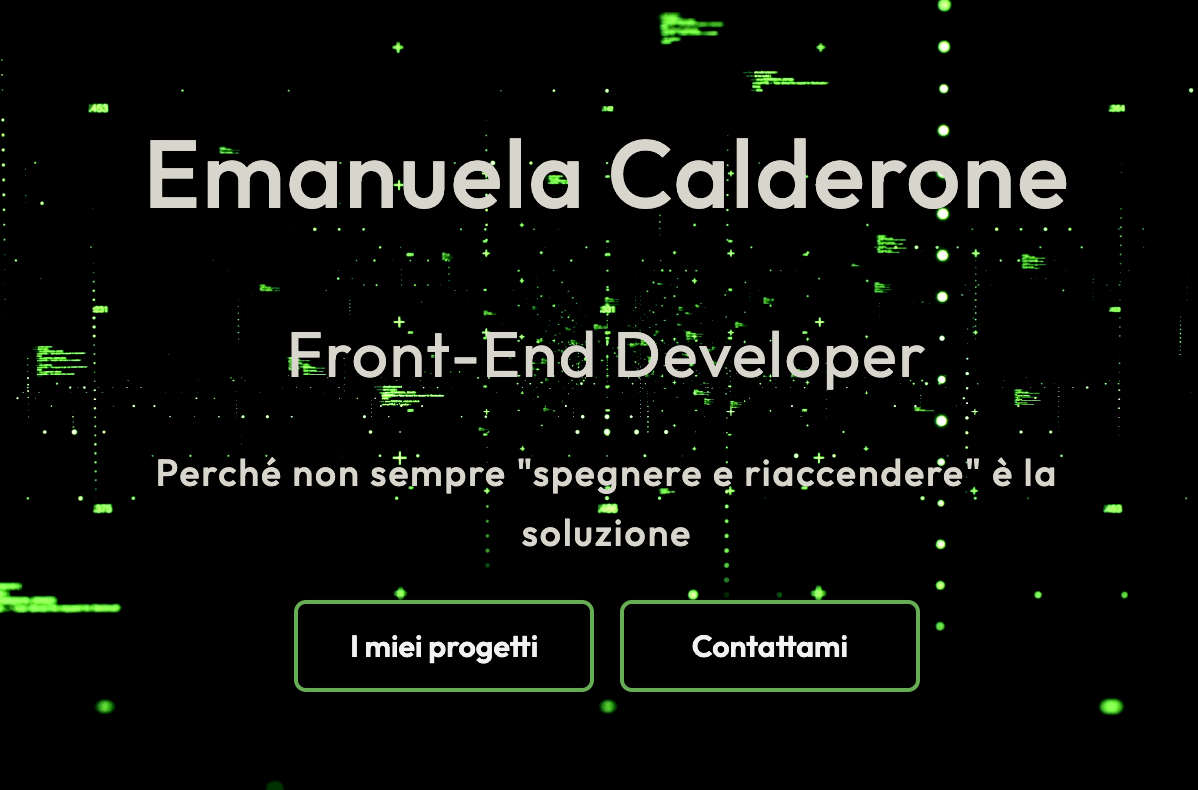 Emanuela Calderone
Front-End Developer
Perché non sempre "spegnere e riaccendere" è la
soluzione
I miei progetti
Contattami